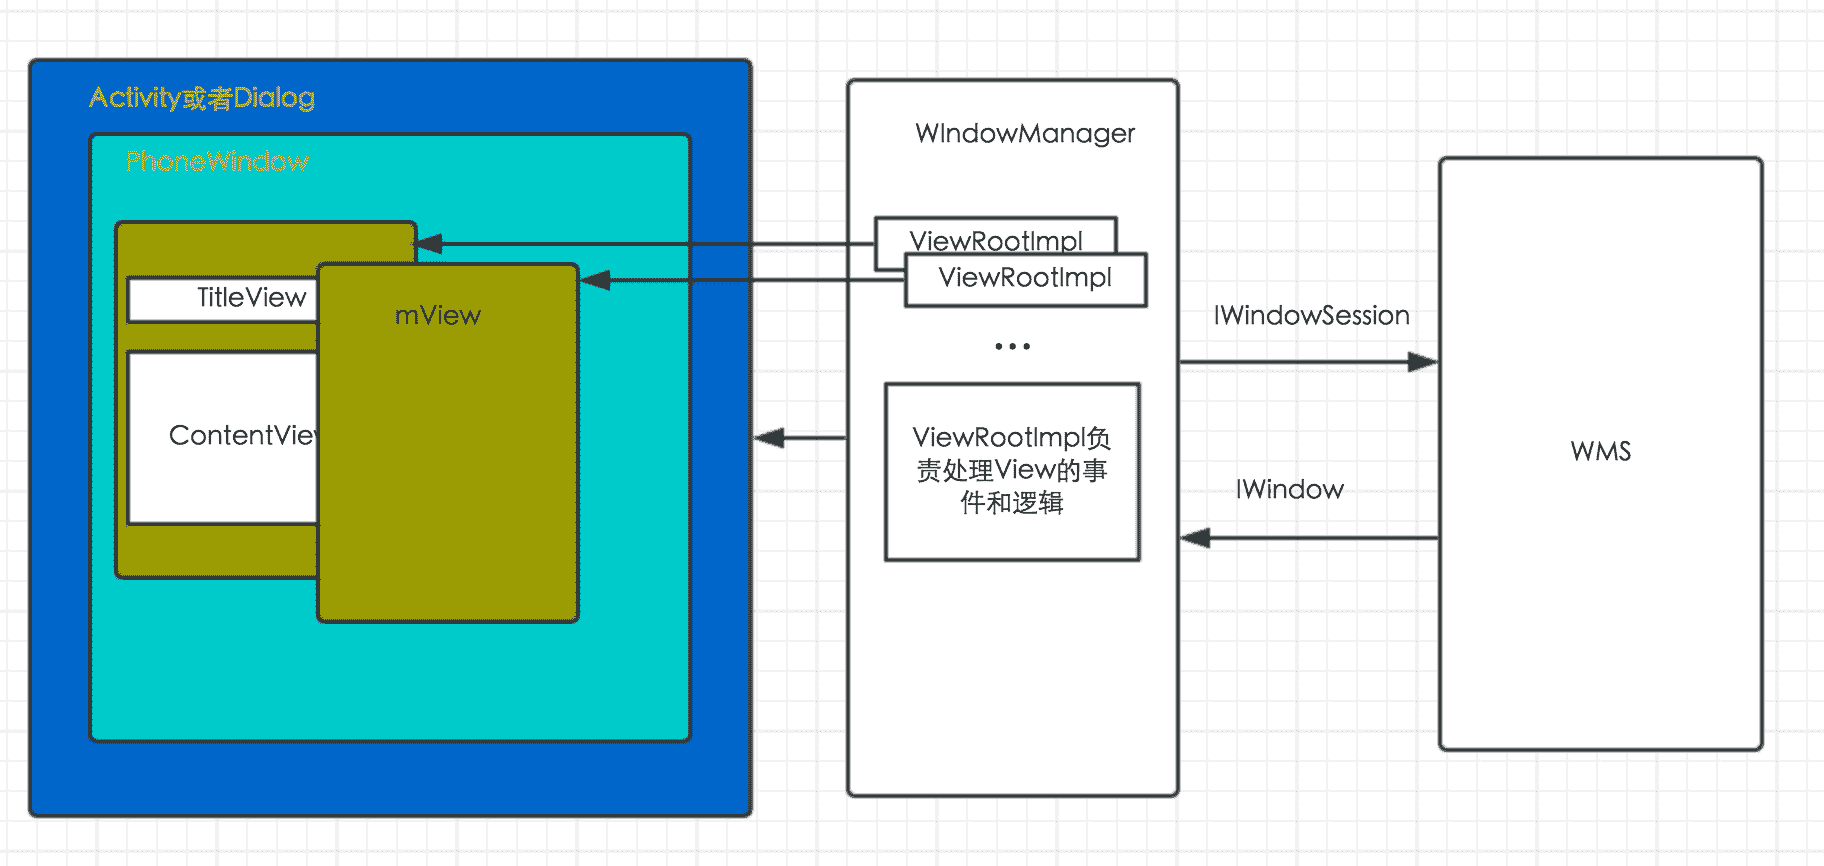 Activity或者Dialog
PhoneWindow
TitleView
mView
ContentView
WIndowManager
ViewRootImpl
ViewRootImpl
...
ViewRootImpl负
责处理View的事
件和逻辑
IWindowSession
IWindow
WMS